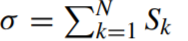 σ = ∑_{k=1}^{N} S_k